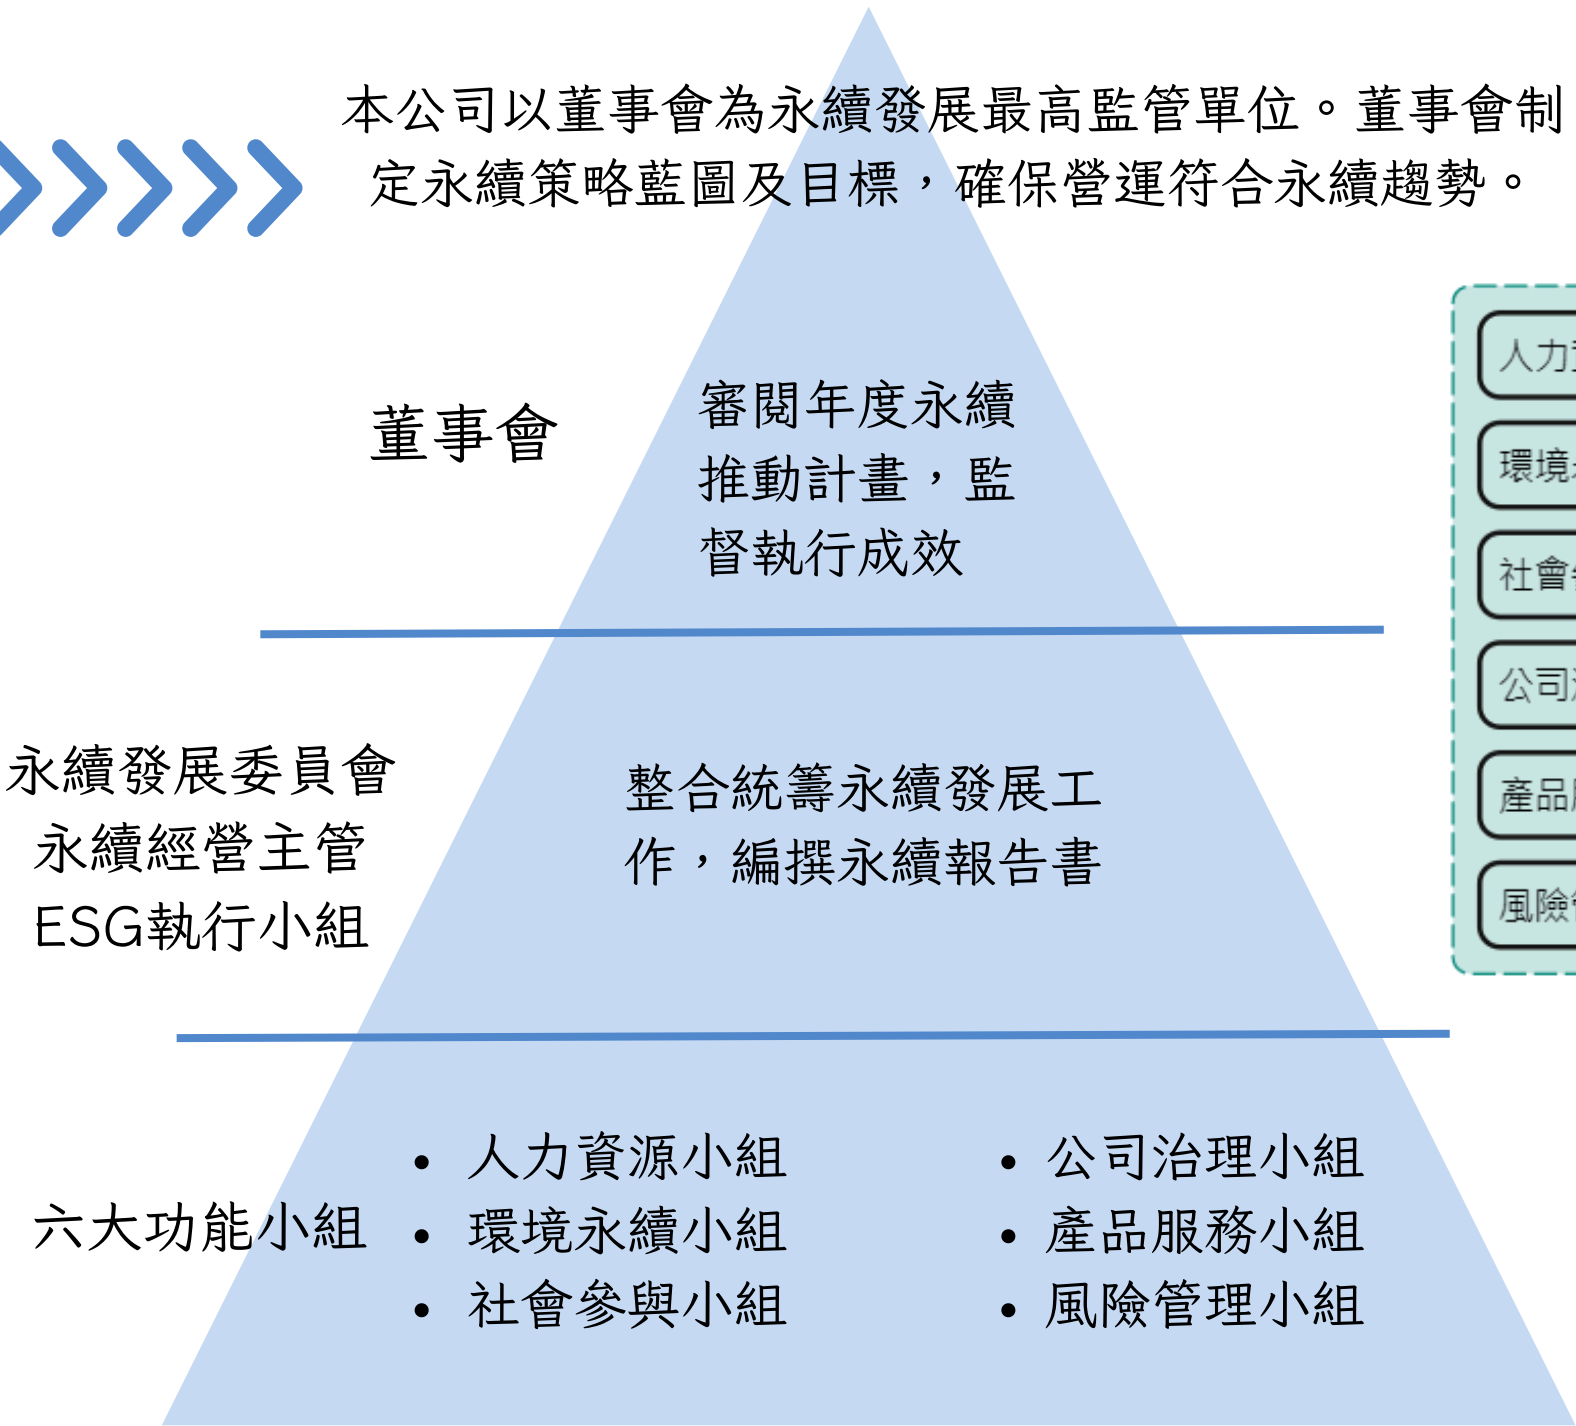 本公司以董事會為永續發展最高監管單位。董事會制
定永續策略藍圖及目標，確保營運符合永續趨勢。
董事會
審閱年度永續
推動計畫，監
督執行成效
永續發展委員會
永續經營主管
ESG執行小組
整合統籌永續發展工
作，編撰永續報告書
六大功能小組
• 人力資源小組
• 環境永續小組
• 社會參與小組
• 公司治理小組
• 產品服務小組
• 風險管理小組
人力
環境
社會
公司
產品
風險